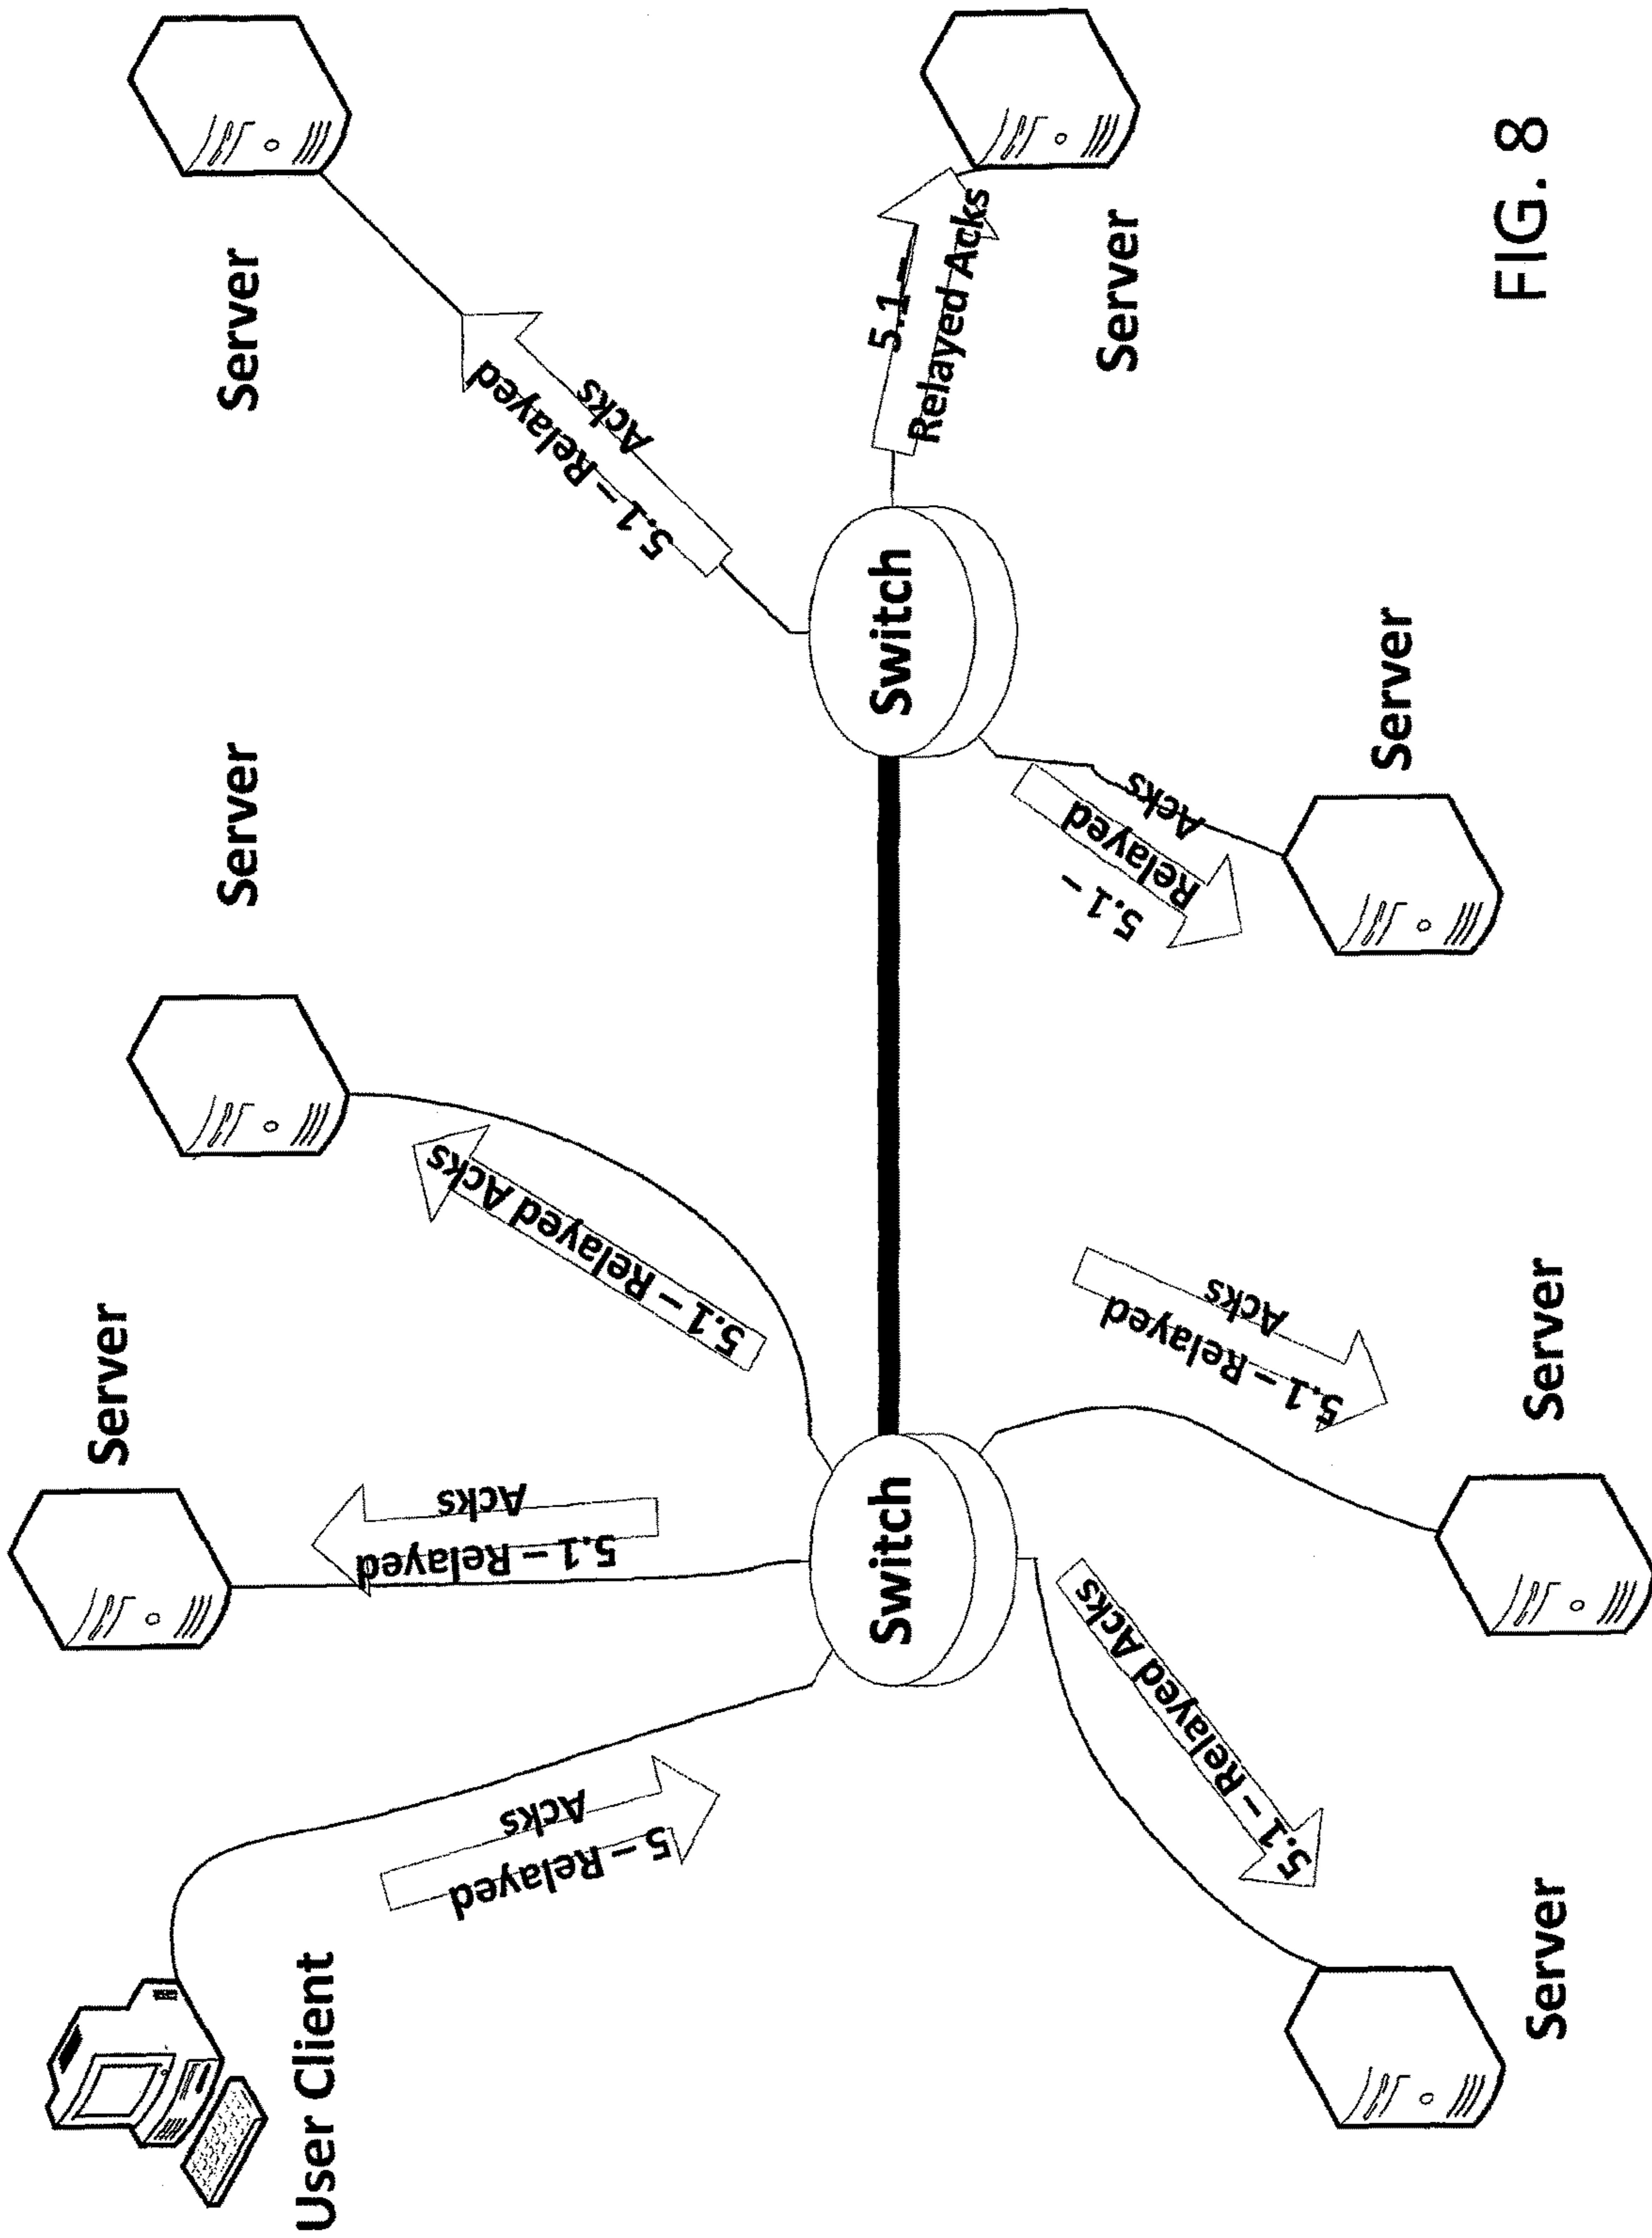 Server
Server
Server
User Client
5 – Relayed
Acks
5.1 – Relayed
Acks
5.1 – Relayed Acks
5.1 – Relayed
Acks
Switch
Switch
5.1 –
Relayed Acks
5.1 – Relayed Acks
5.1 – Relayed
Acks
5.1 –
Relayed
Acks
Server
Server
Server
Server
FIG. 8